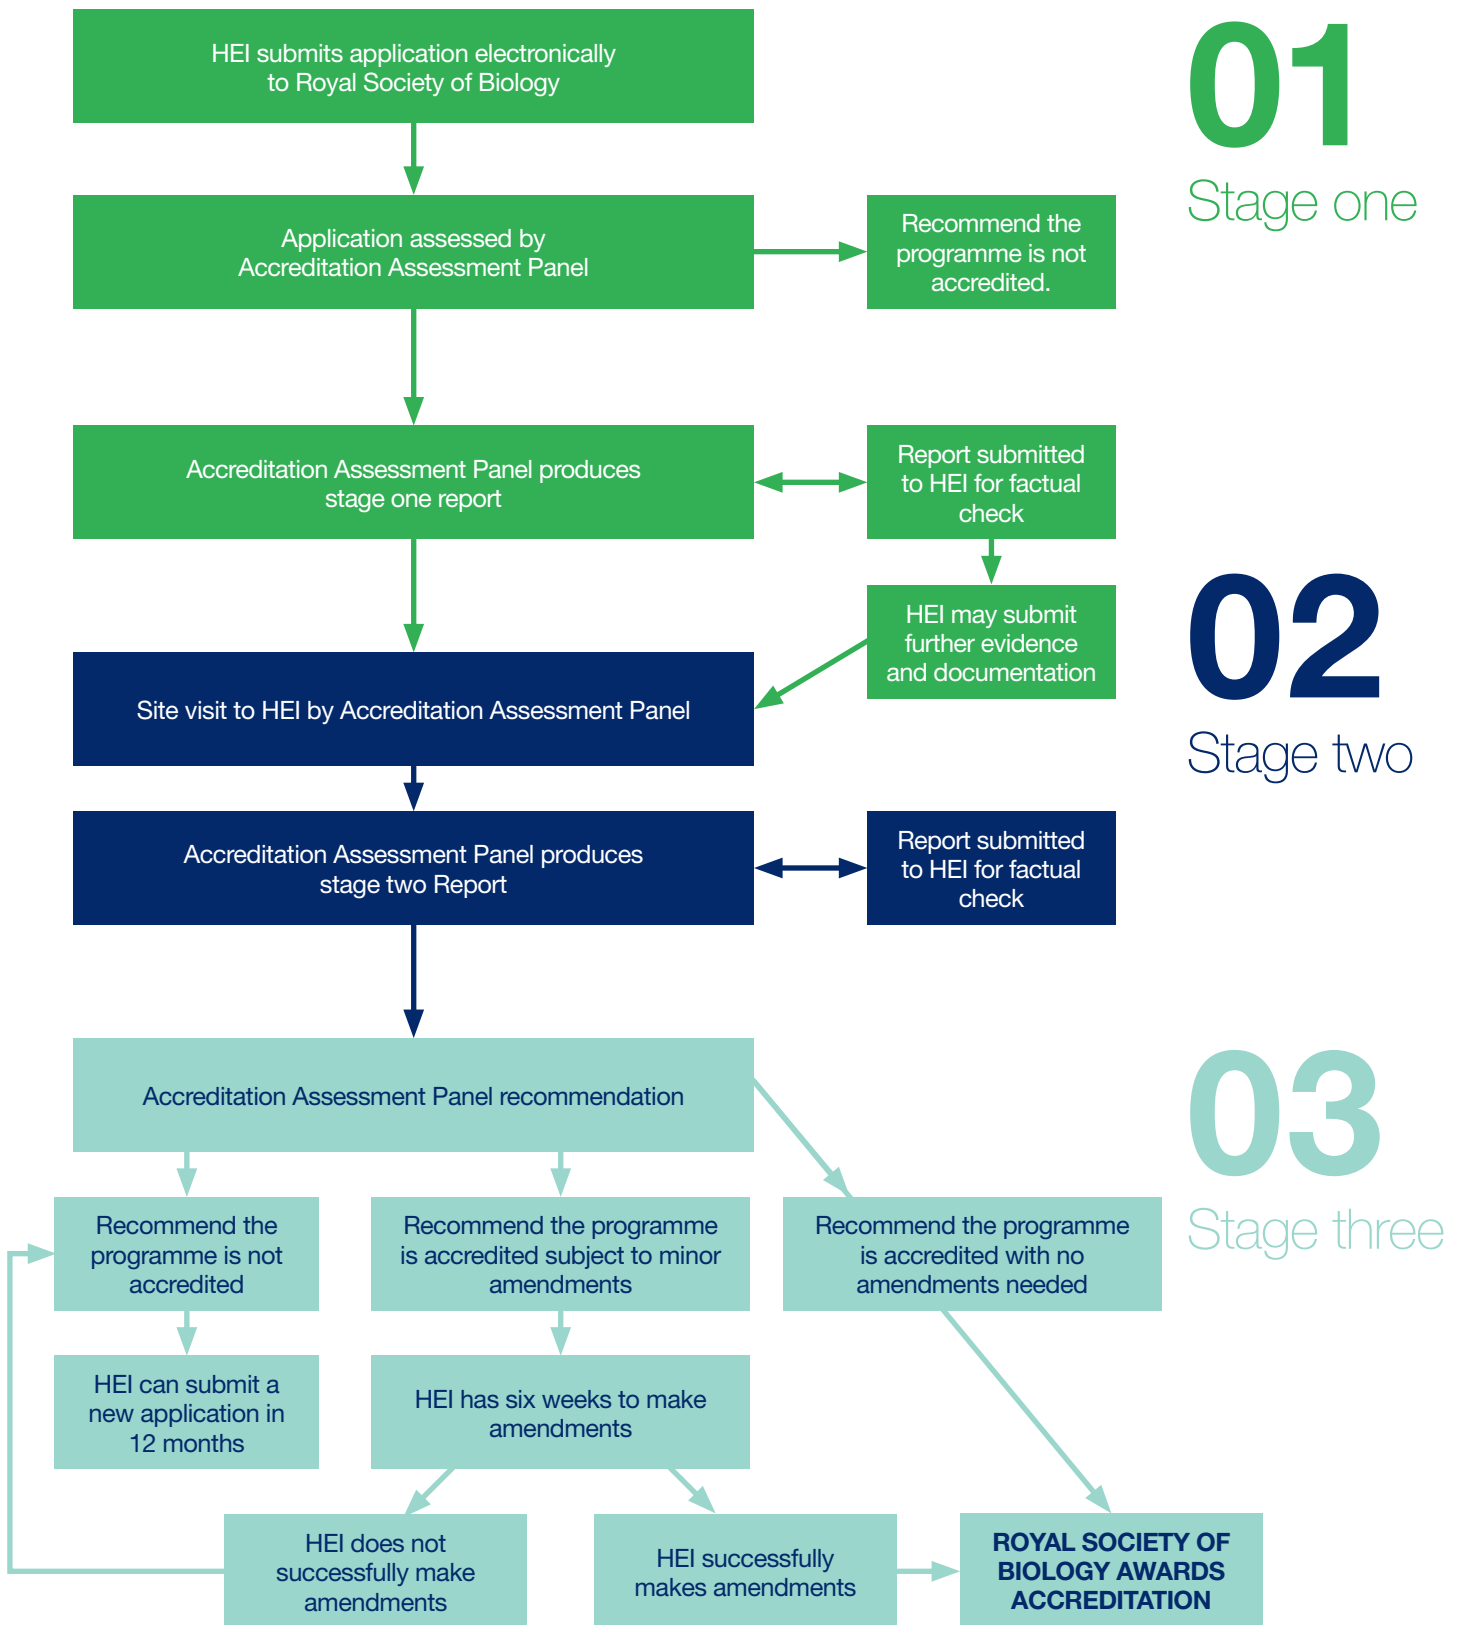 HEI submits application electronically
to Royal Society of Biology
01
Stage one
Application assessed by
Accreditation Assessment Panel
Recommend the
programme is not
accredited.
Accreditation Assessment Panel produces
stage one report
Report submitted
to HEI for factual
check
HEI may submit
further evidence
and documentation
02
Stage two
Site visit to HEI by Accreditation Assessment Panel
Accreditation Assessment Panel produces
stage two Report
Report submitted
to HEI for factual
check
03
Stage three
Accreditation Assessment Panel recommendation
Recommend the
programme is not
accredited
Recommend the programme
is accredited subject to minor
amendments
Recommend the programme
is accredited with no
amendments needed
HEI can submit a
new application in
12 months
HEI has six weeks to make
amendments
HEI does not
successfully make
amendments
HEI successfully
makes amendments
ROYAL SOCIETY OF
BIOLOGY AWARDS
ACCREDITATION